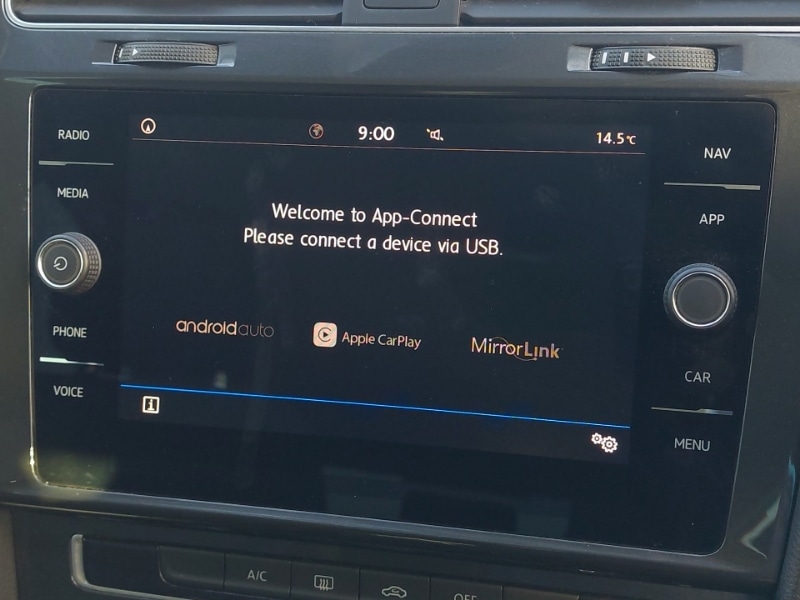 RADIO
MEDIA
PHONE
VOICE
9:00
14.5°C
Welcome to App-Connect
Please connect a device via USB.
androidauto
Apple CarPlay
MirrorLink
i
NAV
APP
CAR
MENU
A/C
OFF